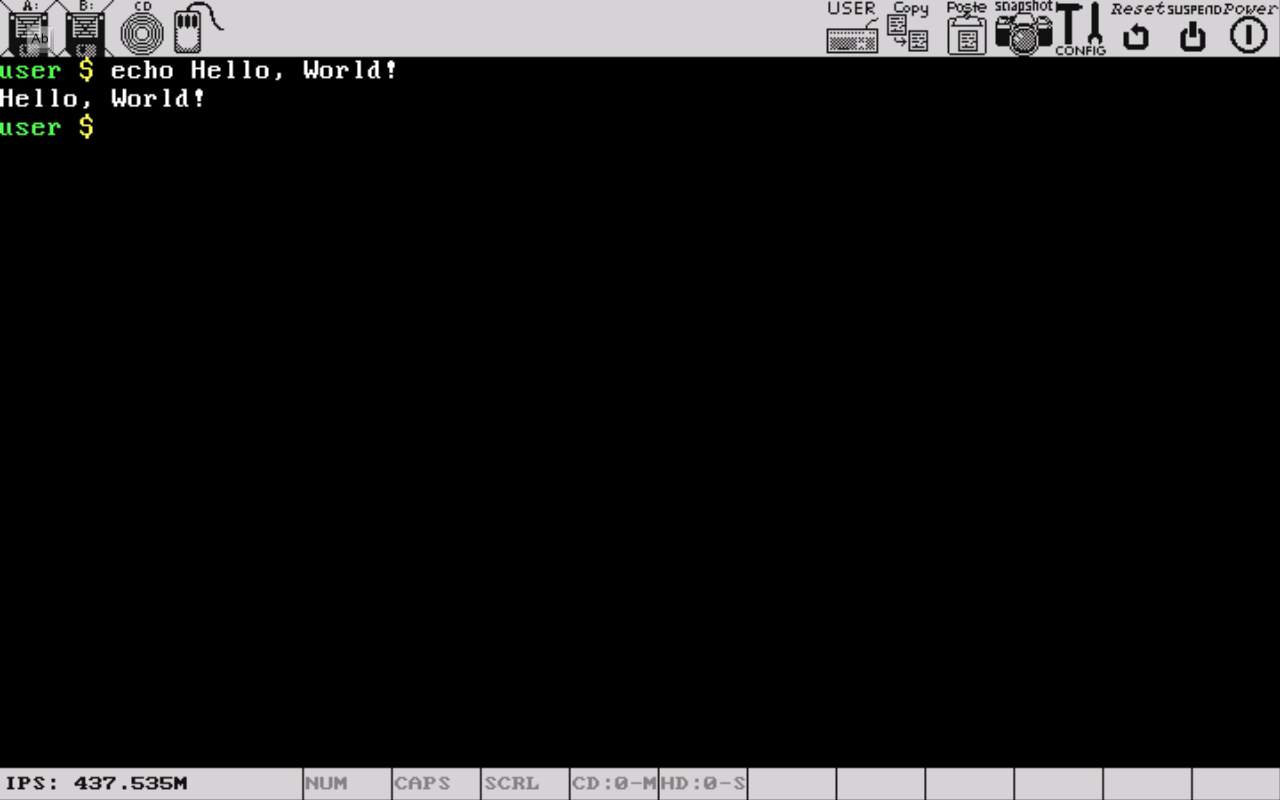 A: B: CD USER Copy Paste snapshot CONFIG Reset SUSPEND Power
Ab
user $ echo Hello, World!
Hello, World!
user $
IPS: 437.535M NUM CAPS SCRL CD:0-M HD:0-S